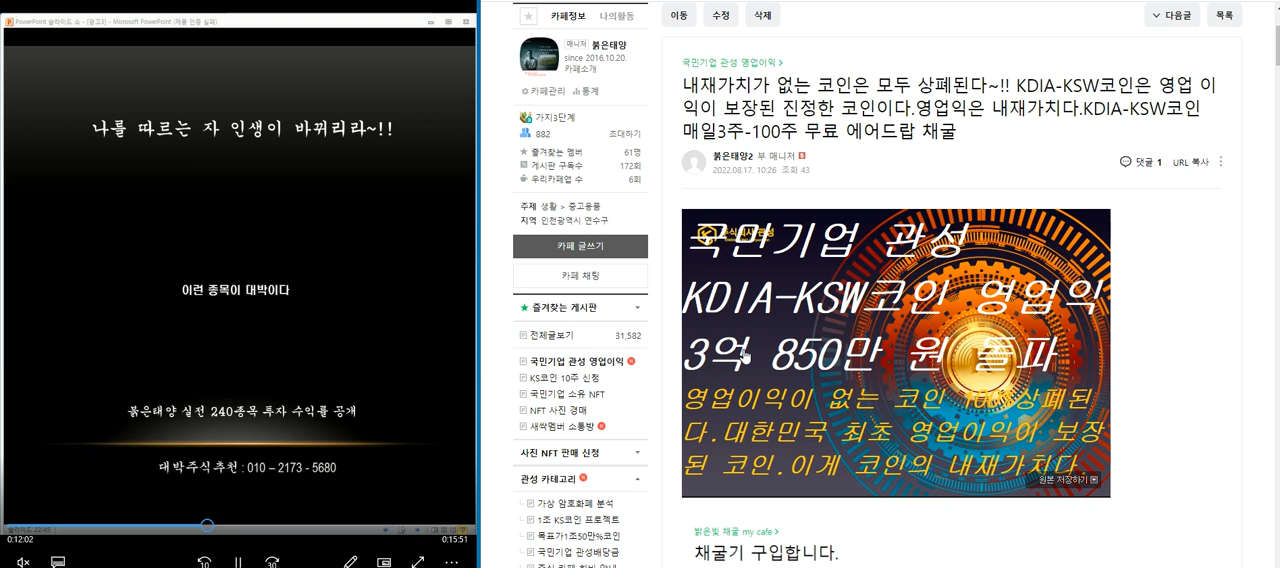 PowerPoint 슬라이드 쇼 - [광고3] - Microsoft PowerPoint (제품 인증 실패)
나를 따르는 자 인생이 바뀌리라~!!
이런 종목이 대박이다
붉은태양 실전 240종목 투자 수익률 공개
대박주식추천 : 010 – 2173 - 5680
슬라이드 22/45
0:12:02
0:15:51
10
30
카페정보
나의활동
매니저 붉은태양
since 2016.10.20.
카페소개
카페관리
통계
가지3단계
882
초대하기
즐겨찾는 멤버
61명
게시판 구독수
172회
우리카페앱 수
6회
주제 생활 > 중고용품
지역 인천광역시 연수구
카페 글쓰기
카페 채팅
즐겨찾는 게시판
전체글보기
31,582
국민기업 관성 영업이익
KS코인 10주 신청
국민기업 소유 NFT
NFT 사진 경매
새싹멤버 소통방
사진 NFT 판매 신청
관성 카테고리
가상 암호화폐 분석
1조 KS코인 프로젝트
목표가1조50만%코인
국민기업 관성배당금
이동
수정
삭제
다음글
목록
국민기업 관성 영업이익 >
내재가치가 없는 코인은 모두 상폐된다~!! KDIA-KSW코인은 영업 이
익이 보장된 진정한 코인이다.영업익은 내재가치다.KDIA-KSW코인
매일3주-100주 무료 에어드랍 채굴
붉은태양2 부 매니저
2022.08.17. 10:26 조회 43
댓글 1
URL 복사
주식회사 관성
국민기업 관성
KDIA-KSW코인 영업익
3억 850만 원 돌파
영업이익이 없는 코인 100%상폐된
다.대한민국 최초 영업이익이 보장
된 코인.이게 코인의 내재가치다.
원본 저장하기
밝은빛 채굴 my cafe >
채굴기 구입합니다.